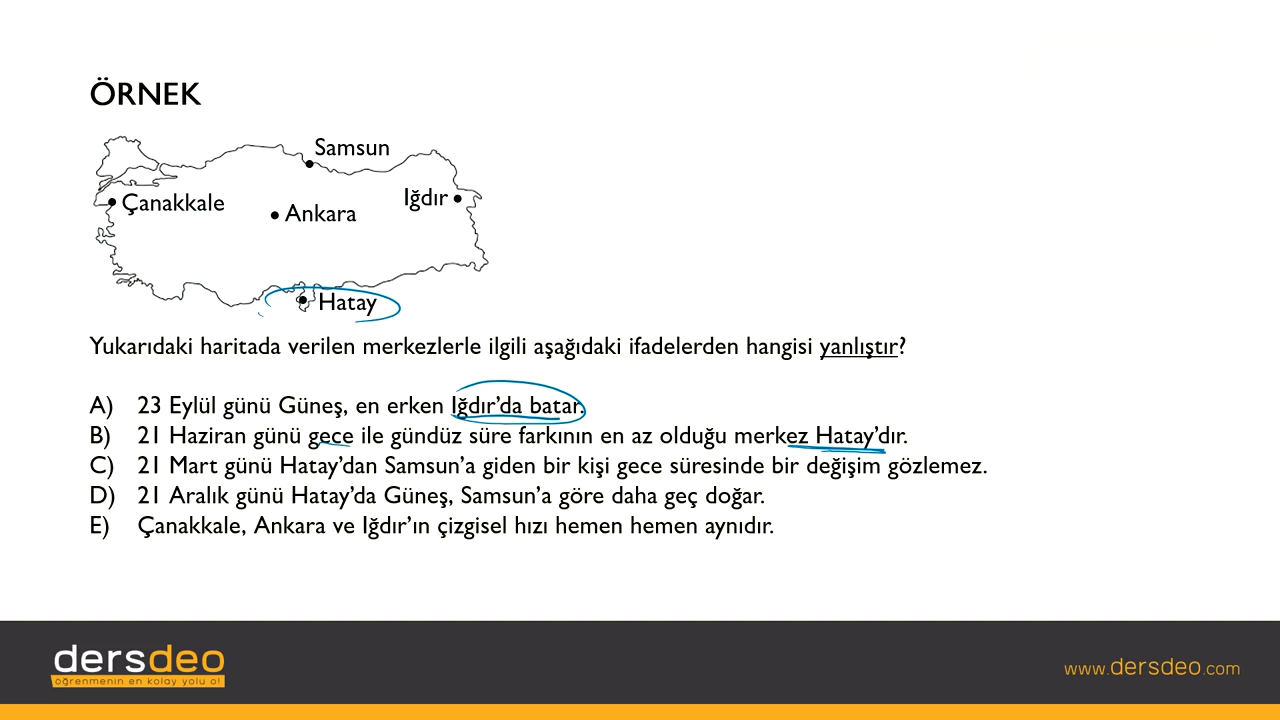 ÖRNEK
Samsun
Iğdır
Çanakkale
Ankara
Hatay
Yukarıdaki haritada verilen merkezlerle ilgili aşağıdaki ifadelerden hangisi yanlıştır?
A) 23 Eylül günü Güneş, en erken Iğdır’da batar.
B) 21 Haziran günü gece ile gündüz süre farkının en az olduğu merkez Hatay’dır.
C) 21 Mart günü Hatay’dan Samsun’a giden bir kişi gece süresinde bir değişim gözlemez.
D) 21 Aralık günü Hatay’da Güneş, Samsun’a göre daha geç doğar.
E) Çanakkale, Ankara ve Iğdır’ın çizgisel hızı hemen hemen aynıdır.
dersdeo
öğrenmenin en kolay yolu o!
www.dersdeo.com